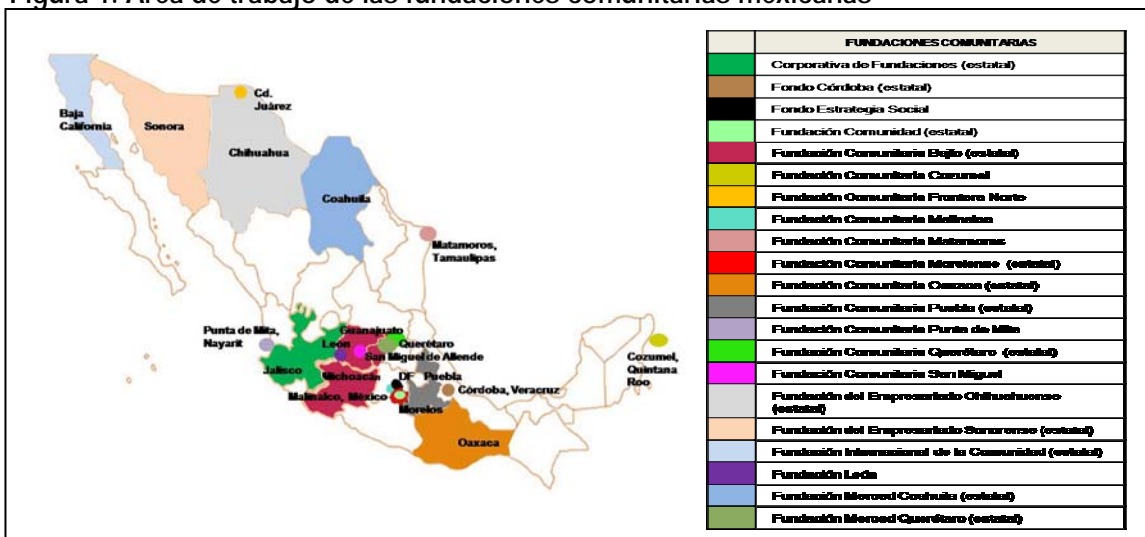 Figura 1. Área de trabajo de las fundaciones comunitarias mexicanas
Cd.
Juárez
Baja
California
Sonora
Chihuahua
Coahuila
Matamoros,
Tamaulipas
Punta de Mita,
Nayarit
Guanajuato
León
Querétaro
San Miguel de Allende
Jalisco
Michoacán
DF
Puebla
Córdoba, Veracruz
Malinalco, México
Morelos
Oaxaca
Cozumel,
Quintana
Roo
FUNDACIONES COMUNITARIAS
Corporativa de Fundaciones (estatal)
Fondo Córdoba (estatal)
Fondo Estrategia Social
Fundación Comunidad (estatal)
Fundación Comunitaria Bajío (estatal)
Fundación Comunitaria Cozumel
Fundación Comunitaria Frontera Norte
Fundación Comunitaria Malinalco
Fundación Comunitaria Matamoros
Fundación Comunitaria Morelense (estatal)
Fundación Comunitaria Oaxaca (estatal)
Fundación Comunitaria Puebla (estatal)
Fundación Comunitaria Punta de Mita
Fundación Comunitaria Querétaro (estatal)
Fundación Comunitaria San Miguel
Fundación del Empresariado Chihuahuense
(estatal)
Fundación del Empresariado Sonorense (estatal)
Fundación Internacional de la Comunidad (estatal)
Fundación León
Fundación Merced Coahuila (estatal)
Fundación Merced Querétaro (estatal)